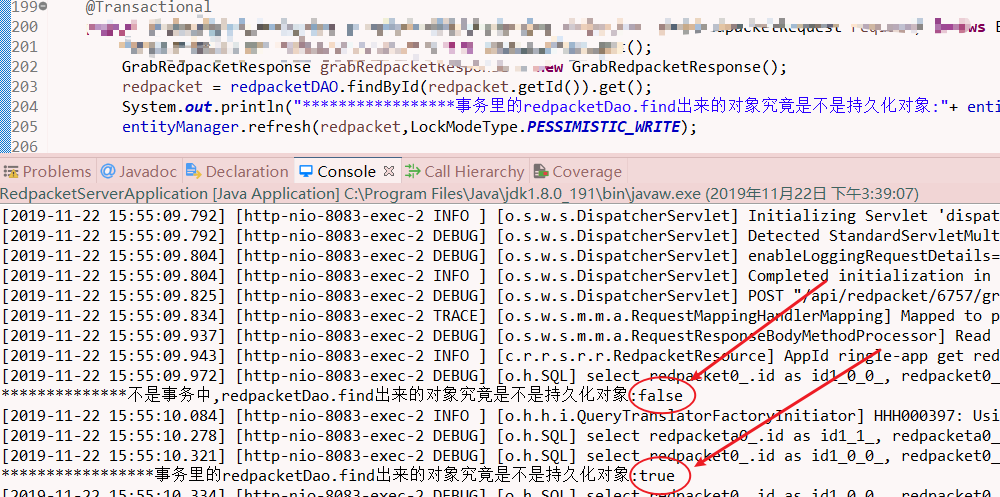 199 @Transactional
200
201 ();
202 GrabRedpacketResponse grabRedpacketResponse new GrabRedpacketResponse();
203 redpacket = redpacketDAO.findById(redpacket.getId()).get();
204 System.out.println("*****************事务里的redpacketDao.find出来的对象究竟是不是持久化对象:"+ enti
205 entityManager.refresh(redpacket,LockModeType.PESSIMISTIC_WRITE);
206
Problems @ Javadoc Declaration Console Call Hierarchy Coverage
RedpacketServerApplication [Java Application] C:\Program Files\Java\jdk1.8.0_191\bin\javaw.exe (2019年11月22日 下午3:39:07)
[2019-11-22 15:55:09.792] [http-nio-8083-exec-2 INFO ] [o.s.w.s.DispatcherServlet] Initializing Servlet 'dispat
[2019-11-22 15:55:09.792] [http-nio-8083-exec-2 DEBUG] [o.s.w.s.DispatcherServlet] Detected StandardServletMult
[2019-11-22 15:55:09.804] [http-nio-8083-exec-2 DEBUG] [o.s.w.s.DispatcherServlet] enableLoggingRequestDetails=
[2019-11-22 15:55:09.804] [http-nio-8083-exec-2 INFO ] [o.s.w.s.DispatcherServlet] Completed initialization in
[2019-11-22 15:55:09.825] [http-nio-8083-exec-2 DEBUG] [o.s.w.s.DispatcherServlet] POST "/api/redpacket/6757/gr
[2019-11-22 15:55:09.834] [http-nio-8083-exec-2 TRACE] [o.s.w.s.m.m.a.RequestMappingHandlerMapping] Mapped to p
[2019-11-22 15:55:09.937] [http-nio-8083-exec-2 DEBUG] [o.s.w.s.m.m.a.RequestResponseBodyMethodProcessor] Read
[2019-11-22 15:55:09.943] [http-nio-8083-exec-2 INFO ] [c.r.r.s.r.r.RedpacketResource] AppId ringle-app get red
[2019-11-22 15:55:09.972] [http-nio-8083-exec-2 DEBUG] [o.h.SQL] select redpacket0_.id as id1_0_0_, redpacket0_
**************不是事务中,redpacketDao.find出来的对象究竟是不是持久化对象:false
[2019-11-22 15:55:10.084] [http-nio-8083-exec-2 INFO ] [o.h.h.i.QueryTranslatorFactoryInitiator] HHH000397: Usi
[2019-11-22 15:55:10.278] [http-nio-8083-exec-2 DEBUG] [o.h.SQL] select redpacketa0_.id as id1_1_, redpacketa0_
[2019-11-22 15:55:10.321] [http-nio-8083-exec-2 DEBUG] [o.h.SQL] select redpacket0_.id as id1_0_0_, redpacket0_
*****************事务里的redpacketDao.find出来的对象究竟是不是持久化对象:true
[2019-11-22 15:55:10.334] [http-nio-8083-exec-2 DEBUG] [o.h.SQL] select redpacket0_.id as id1_0_0_, redpacket0_